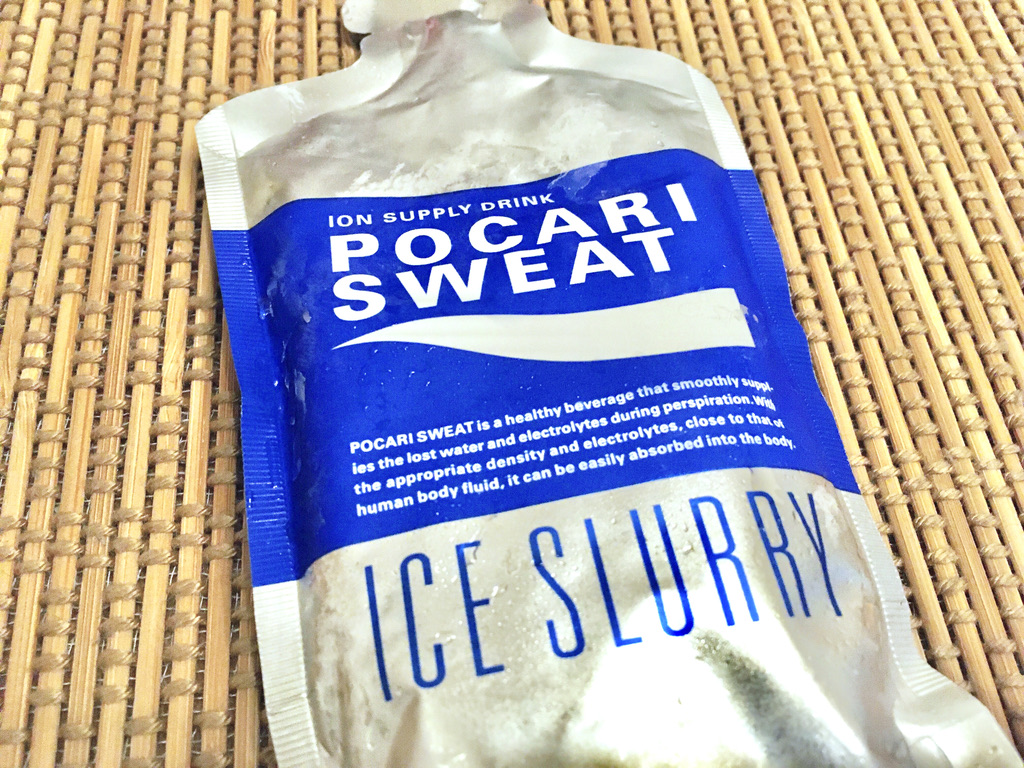 ION SUPPLY DRINK
POCARI
SWEAT
POCARI SWEAT is a healthy beverage that smoothly suppl-
ies the lost water and electrolytes during perspiration. With
the appropriate density and electrolytes, close to that of
human body fluid, it can be easily absorbed into the body.
ICE SLURRY